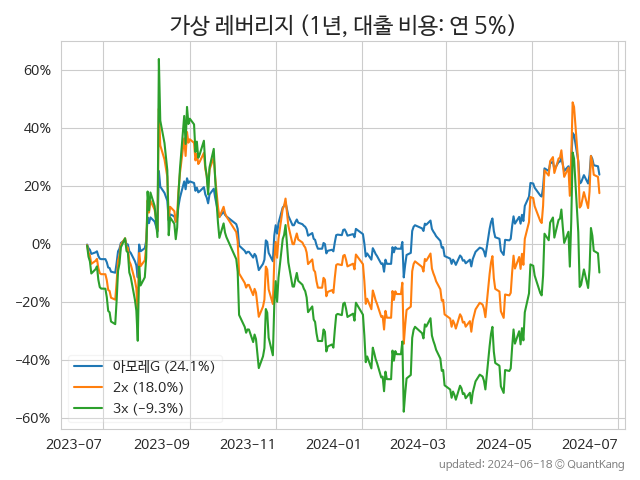 가상 레버리지 (1년, 대출 비용: 연 5%)
60%
40%
20%
0%
−20%
−40%
−60%
아모레G (24.1%)
2x (18.0%)
3x (−9.3%)
2023-07 2023-09 2023-11 2024-01 2024-03 2024-05 2024-07
updated: 2024-06-18 ⓒ QuantKang